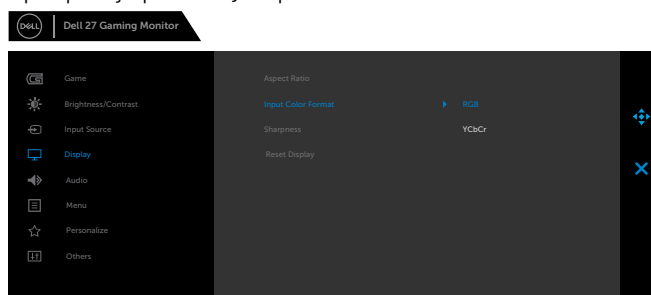 DELL
Dell 27 Gaming Monitor
Game
Aspect Ratio
Brightness/Contrast
Input Color Format
RGB
Input Source
Sharpness
YCbCr
Display
Reset Display
Audio
Menu
Personalize
Others